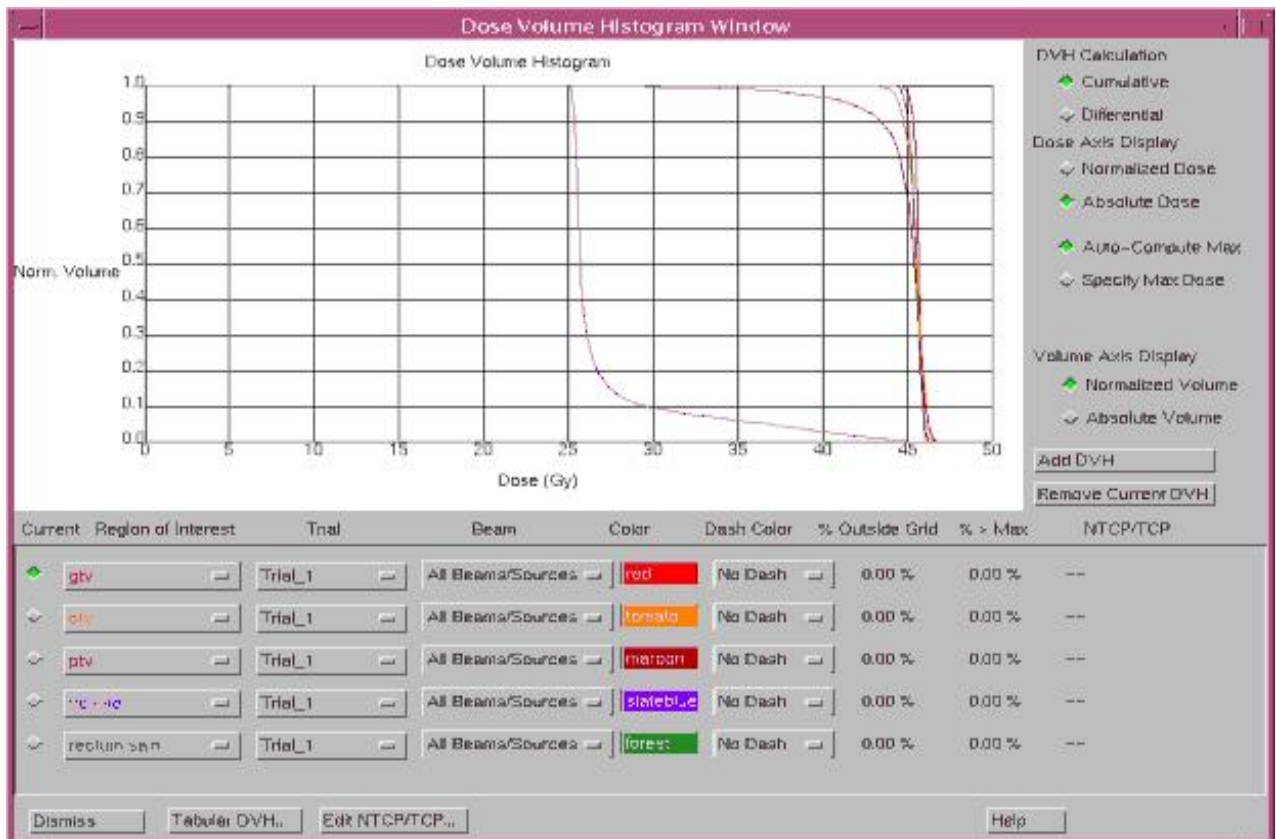 Dose Volume Histogram Window
Dose Volume Histogram
Norm. Volume
1.0
0.9
0.8
0.7
0.6
0.5
0.4
0.3
0.2
0.1
0.0
0 5 10 15 20 25 30 35 40 45 50
Dose (Gy)
DVH Calculation
Cumulative
Differential
Dose Axis Display
Normalized Dose
Absolute Dose
Auto-Compute Max
Specify Max Dose
Volume Axis Display
Normalized Volume
Absolute Volume
Add DVH
Remove Current DVH
Current Region of Interest Trial Beam Color Dash Color % Outside Grid % > Max NTCP/TCP
gtv Trial_1 All Beams/Sources red No Dash 0.00 % 0.00 % --
Trial_1 All Beams/Sources tomato No Dash 0.00 % 0.00 % --
ptv Trial_1 All Beams/Sources maroon No Dash 0.00 % 0.00 % --
Trial_1 All Beams/Sources slateblue No Dash 0.00 % 0.00 % --
rectum Trial_1 All Beams/Sources forest No Dash 0.00 % 0.00 % --
Dismiss Tabular DVH.. Edit NTCP/TCP... Help